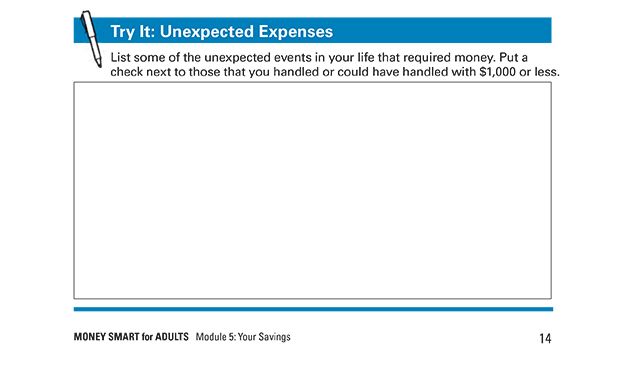 Try It: Unexpected Expenses
List some of the unexpected events in your life that required money. Put a
check next to those that you handled or could have handled with $1,000 or less.
MONEY SMART for ADULTS Module 5: Your Savings
14